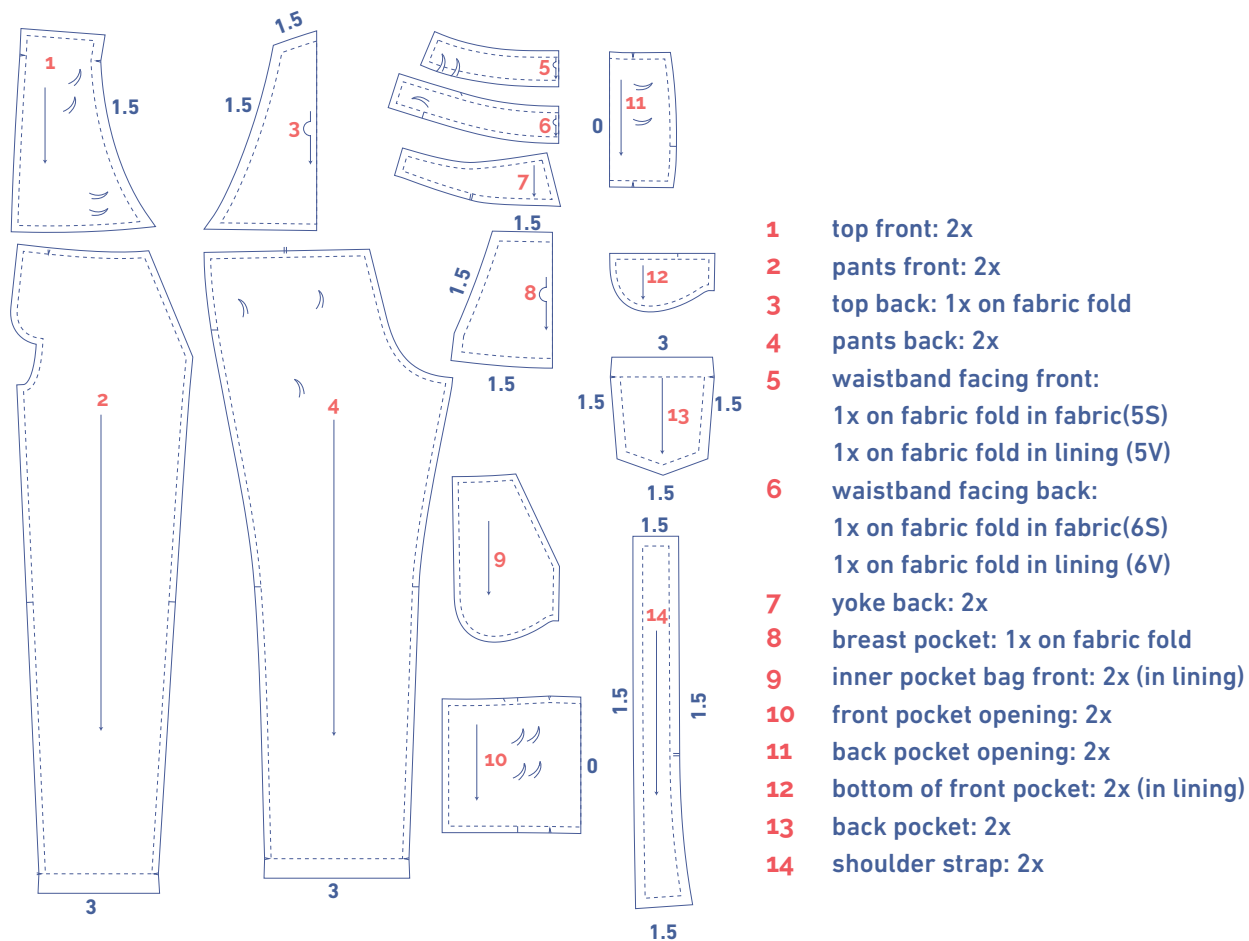 1.5
1
1.5
1.5
3
5
6
7
11
0
1.5
1.5
8
1.5
12
3
1.5
13
1.5
1.5
2
4
9
10
0
1.5
14
1.5
1.5
1.5
3
3
1 top front: 2x
2 pants front: 2x
3 top back: 1x on fabric fold
4 pants back: 2x
5 waistband facing front:
1x on fabric fold in fabric(5S)
1x on fabric fold in lining (5V)
6 waistband facing back:
1x on fabric fold in fabric(6S)
1x on fabric fold in lining (6V)
7 yoke back: 2x
8 breast pocket: 1x on fabric fold
9 inner pocket bag front: 2x (in lining)
10 front pocket opening: 2x
11 back pocket opening: 2x
12 bottom of front pocket: 2x (in lining)
13 back pocket: 2x
14 shoulder strap: 2x